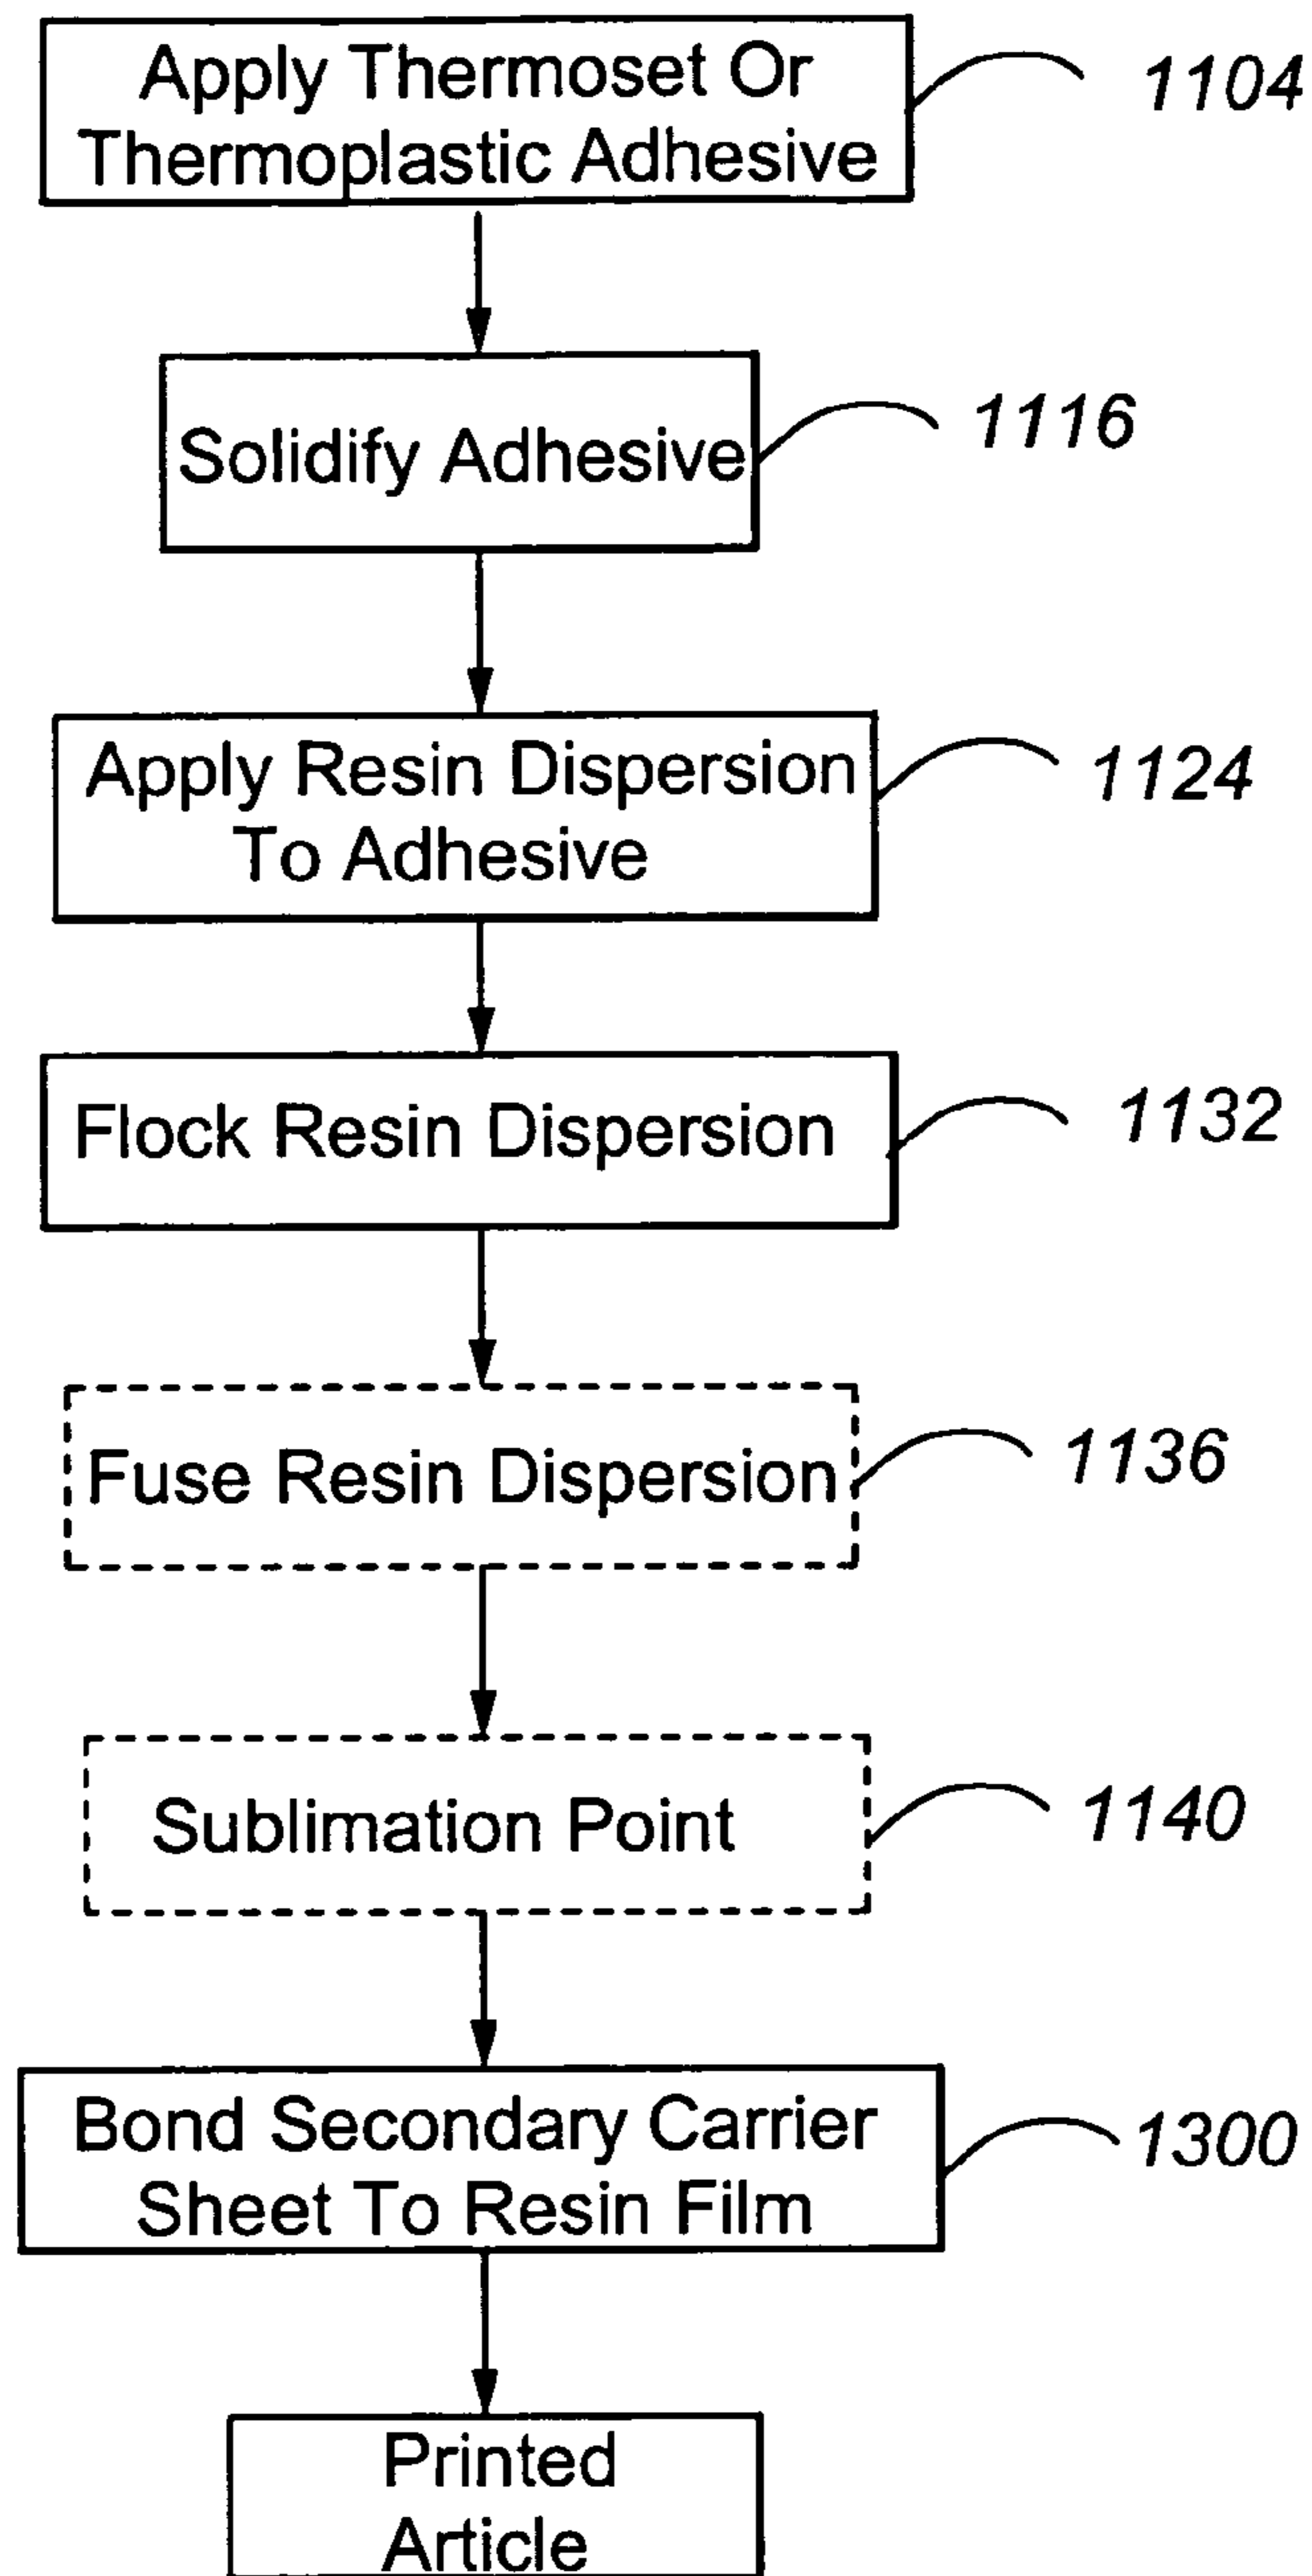 Apply Thermoset Or
Thermoplastic Adhesive
1104
Solidify Adhesive
1116
Apply Resin Dispersion
To Adhesive
1124
Flock Resin Dispersion
1132
Fuse Resin Dispersion
1136
Sublimation Point
1140
Bond Secondary Carrier
Sheet To Resin Film
1300
Printed
Article